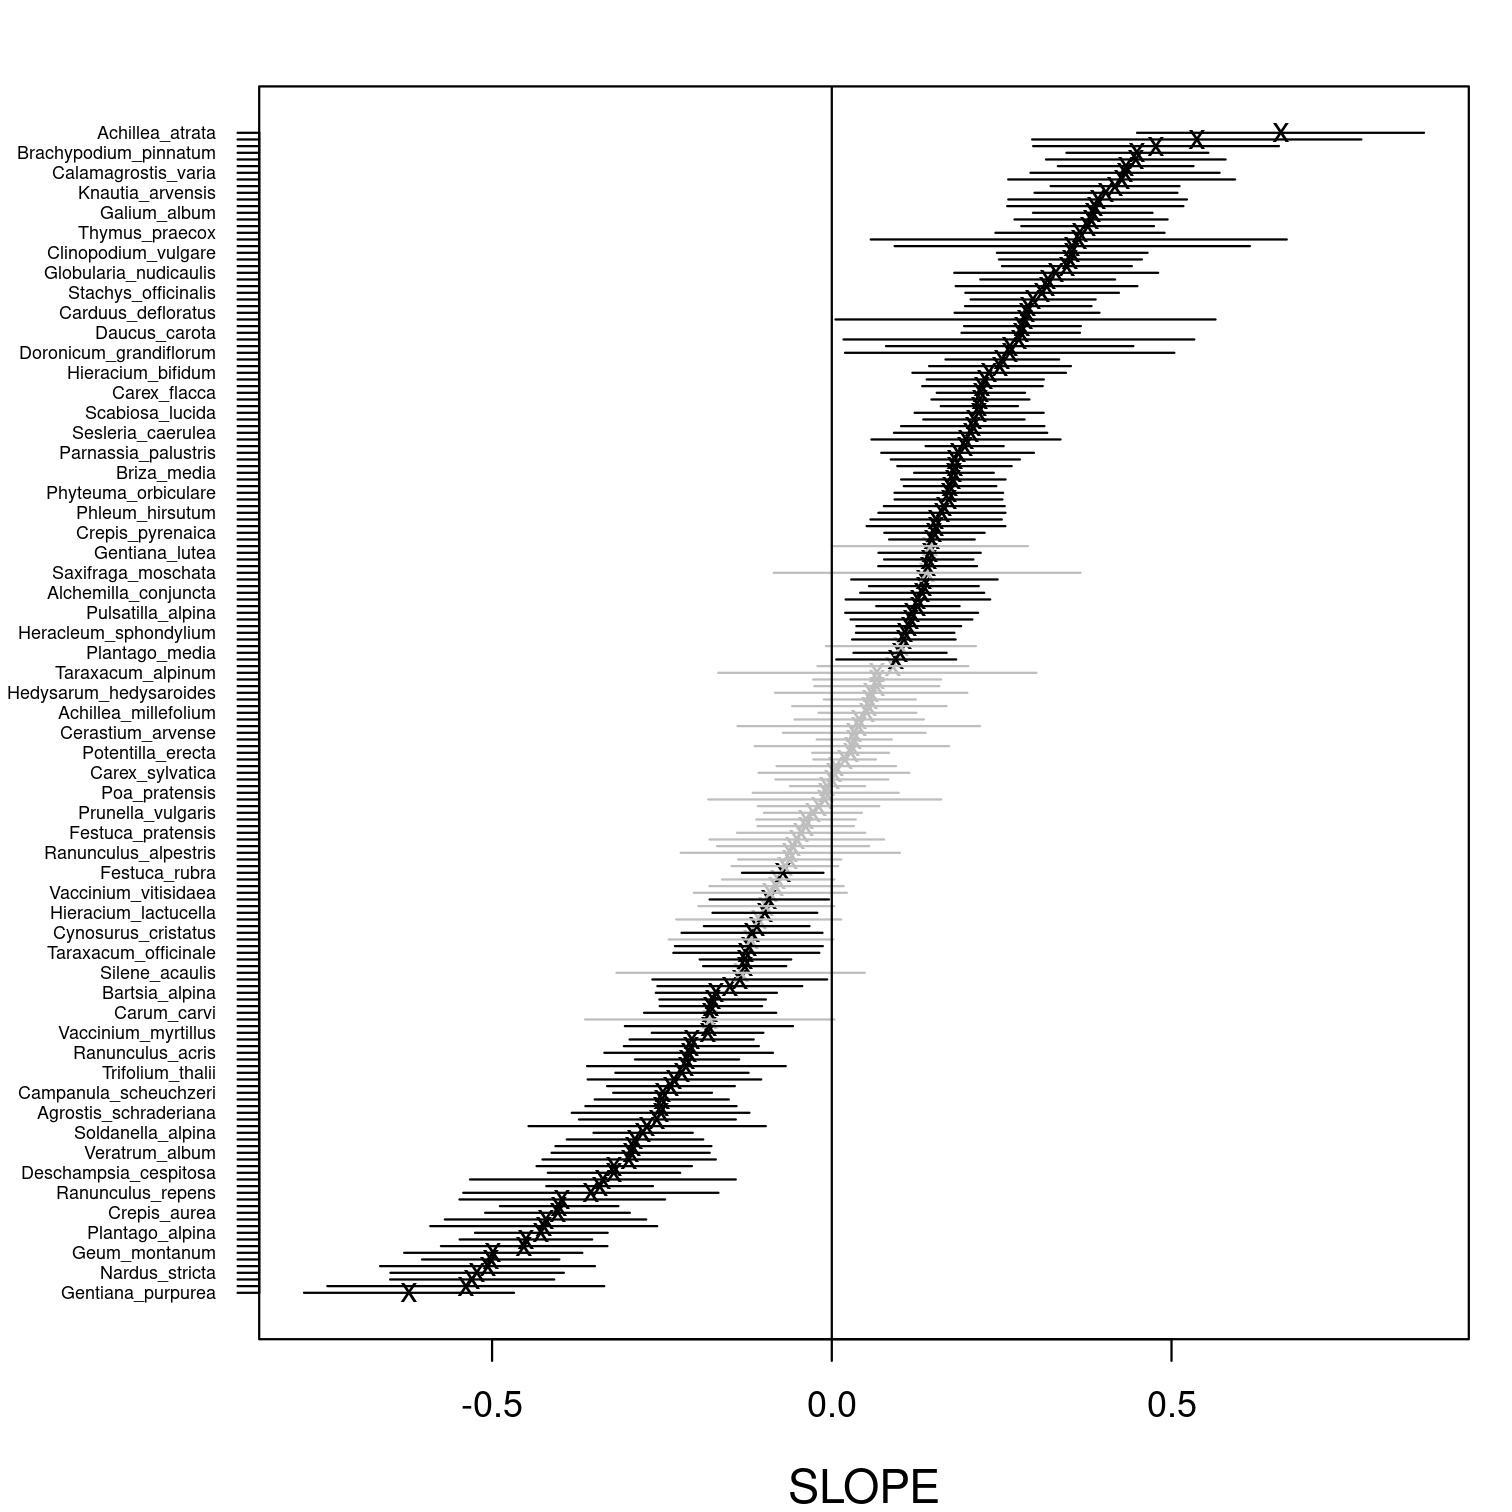 Achillea_atrata
Brachypodium_pinnatum
Calamagrostis_varia
Knautia_arvensis
Galium_album
Thymus_praecox
Clinopodium_vulgare
Globularia_nudicaulis
Stachys_officinalis
Carduus_defloratus
Daucus_carota
Doronicum_grandiflorum
Hieracium_bifidum
Carex_flacca
Scabiosa_lucida
Sesleria_caerulea
Parnassia_palustris
Briza_media
Phyteuma_orbiculare
Phleum_hirsutum
Crepis_pyrenaica
Gentiana_lutea
Saxifraga_moschata
Alchemilla_conjuncta
Pulsatilla_alpina
Heracleum_sphondylium
Plantago_media
Taraxacum_alpinum
Hedysarum_hedysaroides
Achillea_millefolium
Cerastium_arvense
Potentilla_erecta
Carex_sylvatica
Poa_pratensis
Prunella_vulgaris
Festuca_pratensis
Ranunculus_alpestris
Festuca_rubra
Vaccinium_vitisidaea
Hieracium_lactucella
Cynosurus_cristatus
Taraxacum_officinale
Silene_acaulis
Bartsia_alpina
Carum_carvi
Vaccinium_myrtillus
Ranunculus_acris
Trifolium_thalii
Campanula_scheuchzeri
Agrostis_schraderiana
Soldanella_alpina
Veratrum_album
Deschampsia_cespitosa
Ranunculus_repens
Crepis_aurea
Plantago_alpina
Geum_montanum
Nardus_stricta
Gentiana_purpurea
-0.5 0.0 0.5
SLOPE